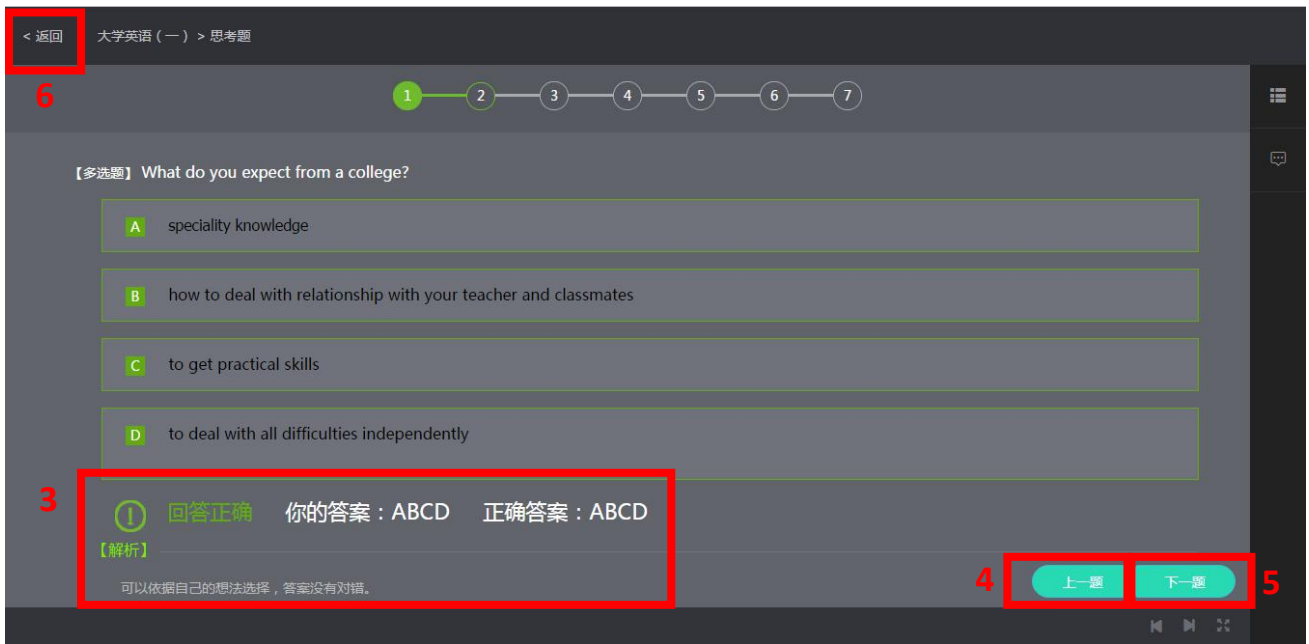 < 返回 大学英语（一）> 思考题
6
1 2 3 4 5 6 7
【多选题】What do you expect from a college?
A speciality knowledge
B how to deal with relationship with your teacher and classmates
C to get practical skills
D to deal with all difficulties independently
3
回答正确 你的答案：ABCD 正确答案：ABCD
【解析】
可以依据自己的想法选择，答案没有对错。
4 上一题 下一题 5